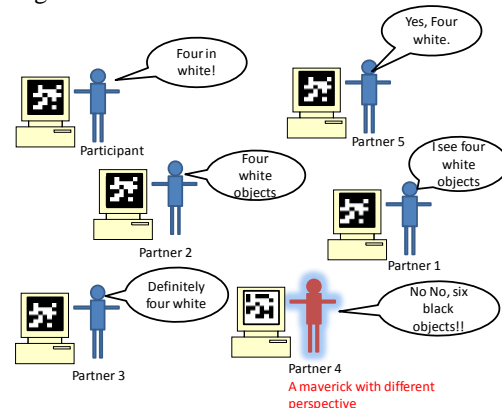 Four in
white!
Participant
Yes, Four
white.
Partner 5
Four
white
objects
Partner 2
I see four
white
objects
Partner 1
Definitely
four white
Partner 3
No No, six
black
objects!!
Partner 4
A maverick with different
perspective